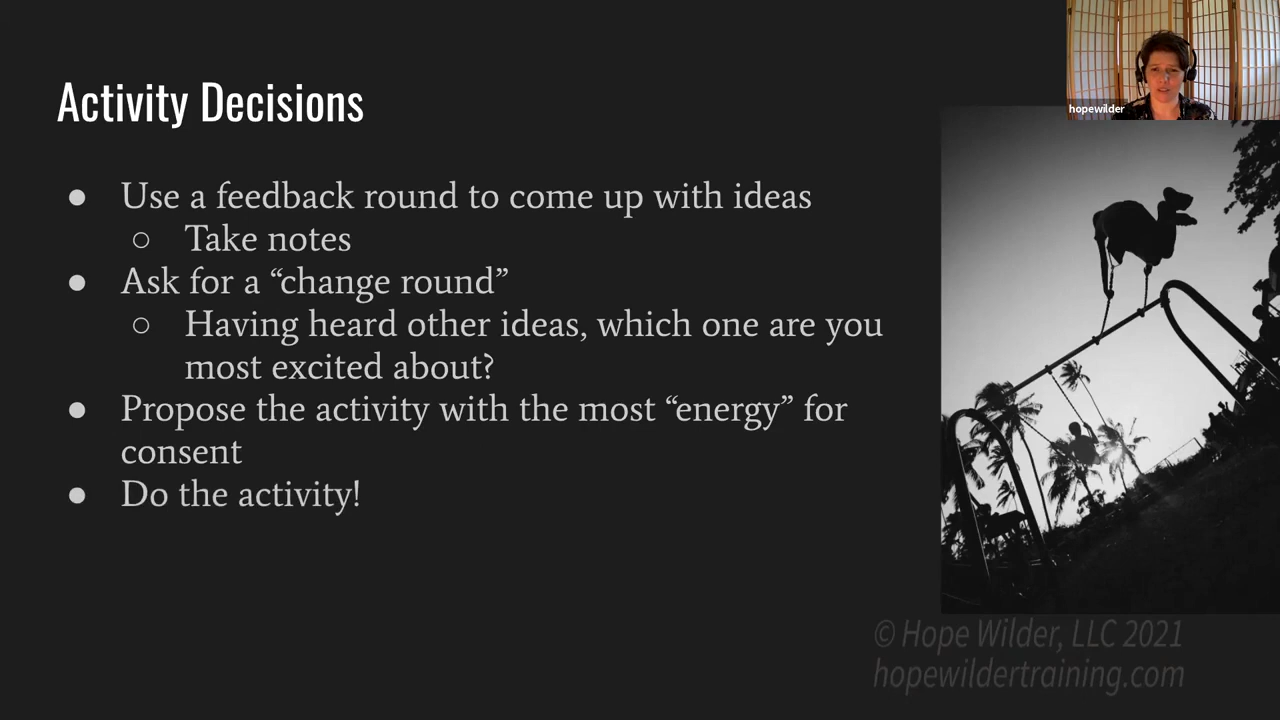 hopewilder
Activity Decisions
● Use a feedback round to come up with ideas
○ Take notes
● Ask for a “change round”
○ Having heard other ideas, which one are you
most excited about?
● Propose the activity with the most “energy” for
consent
● Do the activity!
© Hope Wilder, LLC 2021
hopewildertraining.com